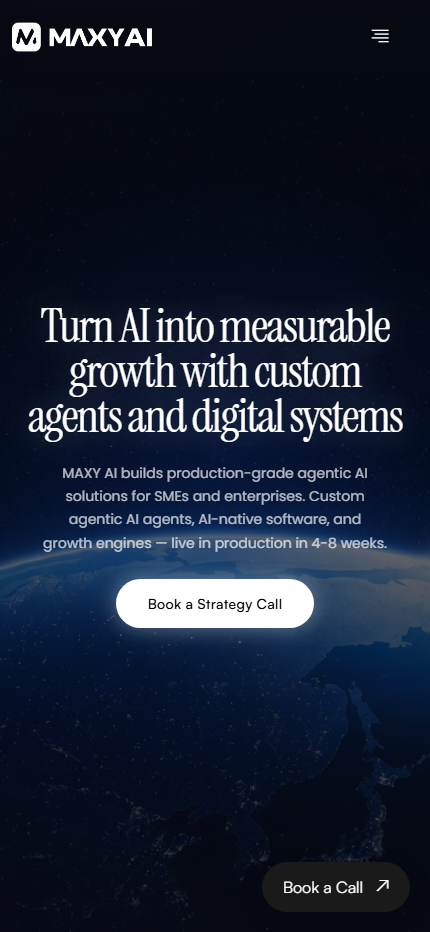 MAXYAI
Turn AI into measurable
growth with custom
agents and digital systems
MAXY AI builds production-grade agentic AI
solutions for SMEs and enterprises. Custom
agentic AI agents, AI-native software, and
growth engines — live in production in 4-8 weeks.
Book a Strategy Call
Book a Call